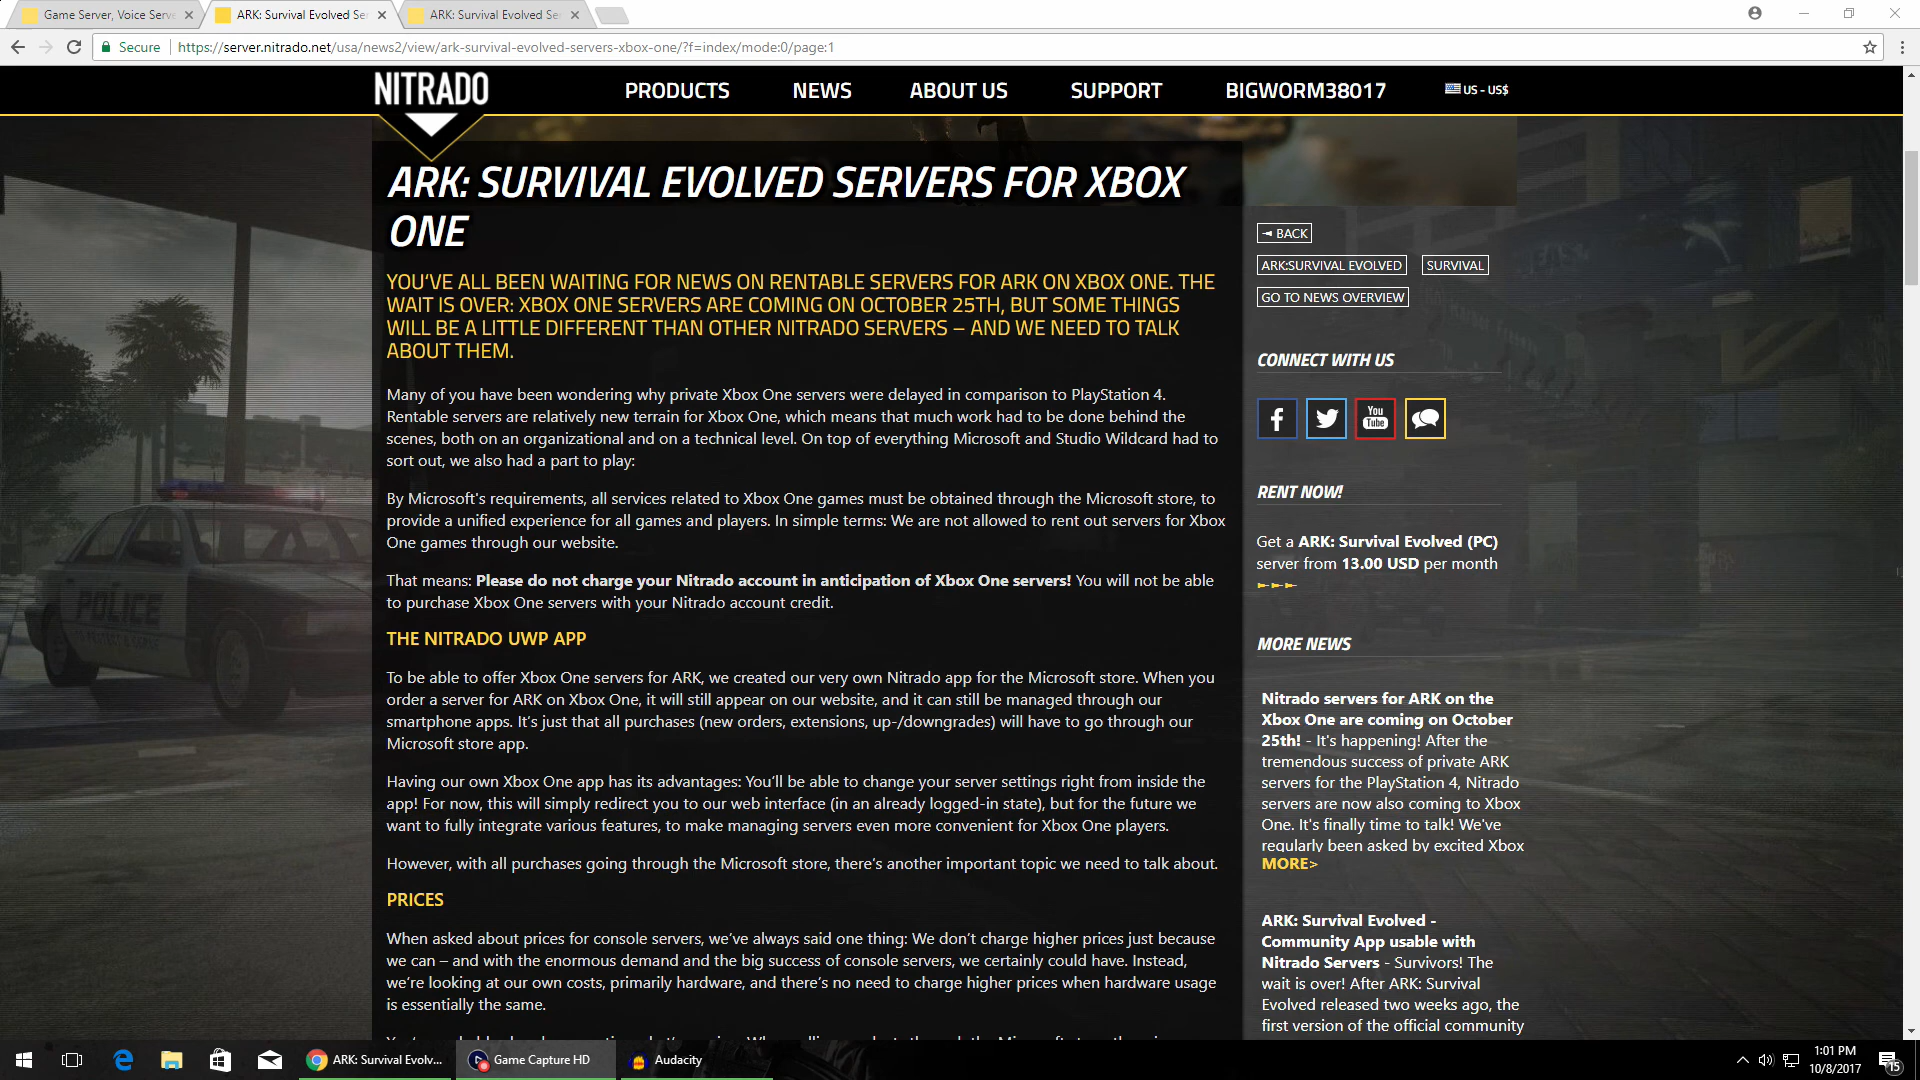 Game Server, Voice Serve
ARK: Survival Evolved Se
ARK: Survival Evolved Se
Secure
https://server.nitrado.net/usa/news2/view/ark-survival-evolved-servers-xbox-one/?f=index/mode:0/page:1
NITRADO
PRODUCTS
NEWS
ABOUT US
SUPPORT
BIGWORM38017
US - US$
ARK: SURVIVAL EVOLVED SERVERS FOR XBOX
ONE
YOU'VE ALL BEEN WAITING FOR NEWS ON RENTABLE SERVERS FOR ARK ON XBOX ONE. THE
WAIT IS OVER: XBOX ONE SERVERS ARE COMING ON OCTOBER 25TH, BUT SOME THINGS
WILL BE A LITTLE DIFFERENT THAN OTHER NITRADO SERVERS – AND WE NEED TO TALK
ABOUT THEM.
Many of you have been wondering why private Xbox One servers were delayed in comparison to PlayStation 4.
Rentable servers are relatively new terrain for Xbox One, which means that much work had to be done behind the
scenes, both on an organizational and on a technical level. On top of everything Microsoft and Studio Wildcard had to
sort out, we also had a part to play:
By Microsoft's requirements, all services related to Xbox One games must be obtained through the Microsoft store, to
provide a unified experience for all games and players. In simple terms: We are not allowed to rent out servers for Xbox
One games through our website.
That means: Please do not charge your Nitrado account in anticipation of Xbox One servers! You will not be able
to purchase Xbox One servers with your Nitrado account credit.
THE NITRADO UWP APP
To be able to offer Xbox One servers for ARK, we created our very own Nitrado app for the Microsoft store. When you
order a server for ARK on Xbox One, it will still appear on our website, and it can still be managed through our
smartphone apps. It's just that all purchases (new orders, extensions, up-/downgrades) will have to go through our
Microsoft store app.
Having our own Xbox One app has its advantages: You'll be able to change your server settings right from inside the
app! For now, this will simply redirect you to our web interface (in an already logged-in state), but for the future we
want to fully integrate various features, to make managing servers even more convenient for Xbox One players.
However, with all purchases going through the Microsoft store, there's another important topic we need to talk about.
PRICES
When asked about prices for console servers, we've always said one thing: We don't charge higher prices just because
we can – and with the enormous demand and the big success of console servers, we certainly could have. Instead,
we're looking at our own costs, primarily hardware, and there's no need to charge higher prices when hardware usage
is essentially the same.
BACK
ARK:SURVIVAL EVOLVED
SURVIVAL
GO TO NEWS OVERVIEW
CONNECT WITH US
You
Tube
RENT NOW!
Get a ARK: Survival Evolved (PC)
server from 13.00 USD per month
MORE NEWS
Nitrado servers for ARK on the
Xbox One are coming on October
25th! - It's happening! After the
tremendous success of private ARK
servers for the PlayStation 4, Nitrado
servers are now also coming to Xbox
One. It's finally time to talk! We've
regularly been asked by excited Xbox
MORE>
ARK: Survival Evolved -
Community App usable with
Nitrado Servers - Survivors! The
wait is over! After ARK: Survival
Evolved released two weeks ago, the
first version of the official community
POLICE
ARK: Survival Evolv...
Game Capture HD
Audacity
1:01 PM
10/8/2017
15